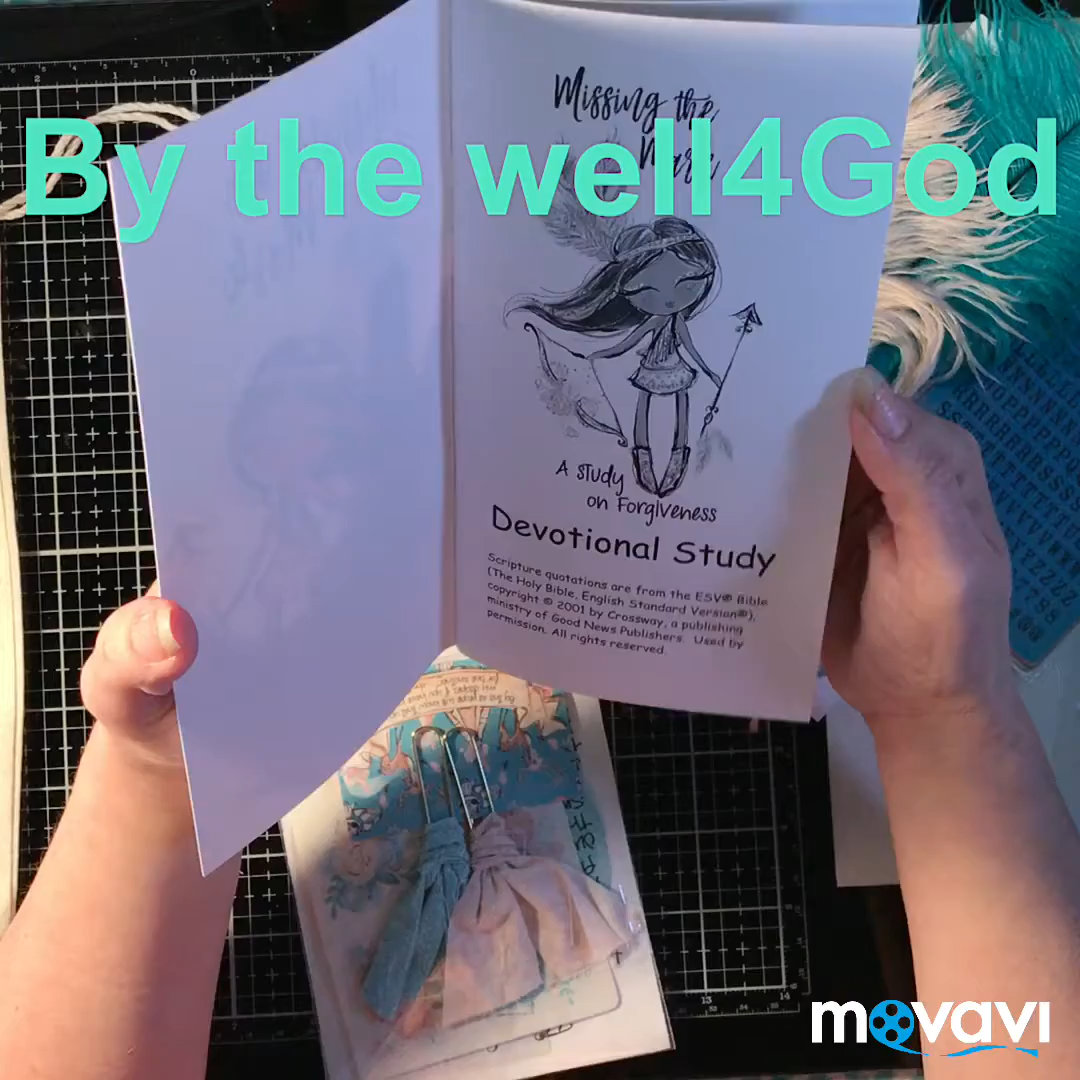 By the well4God
Missing the
Mark
A study
on Forgiveness
Devotional Study
Scripture quotations are from the ESV® Bible
(The Holy Bible, English Standard Version®),
copyright © 2001 by Crossway, a publishing
ministry of Good News Publishers. Used by
permission. All rights reserved.
movavi